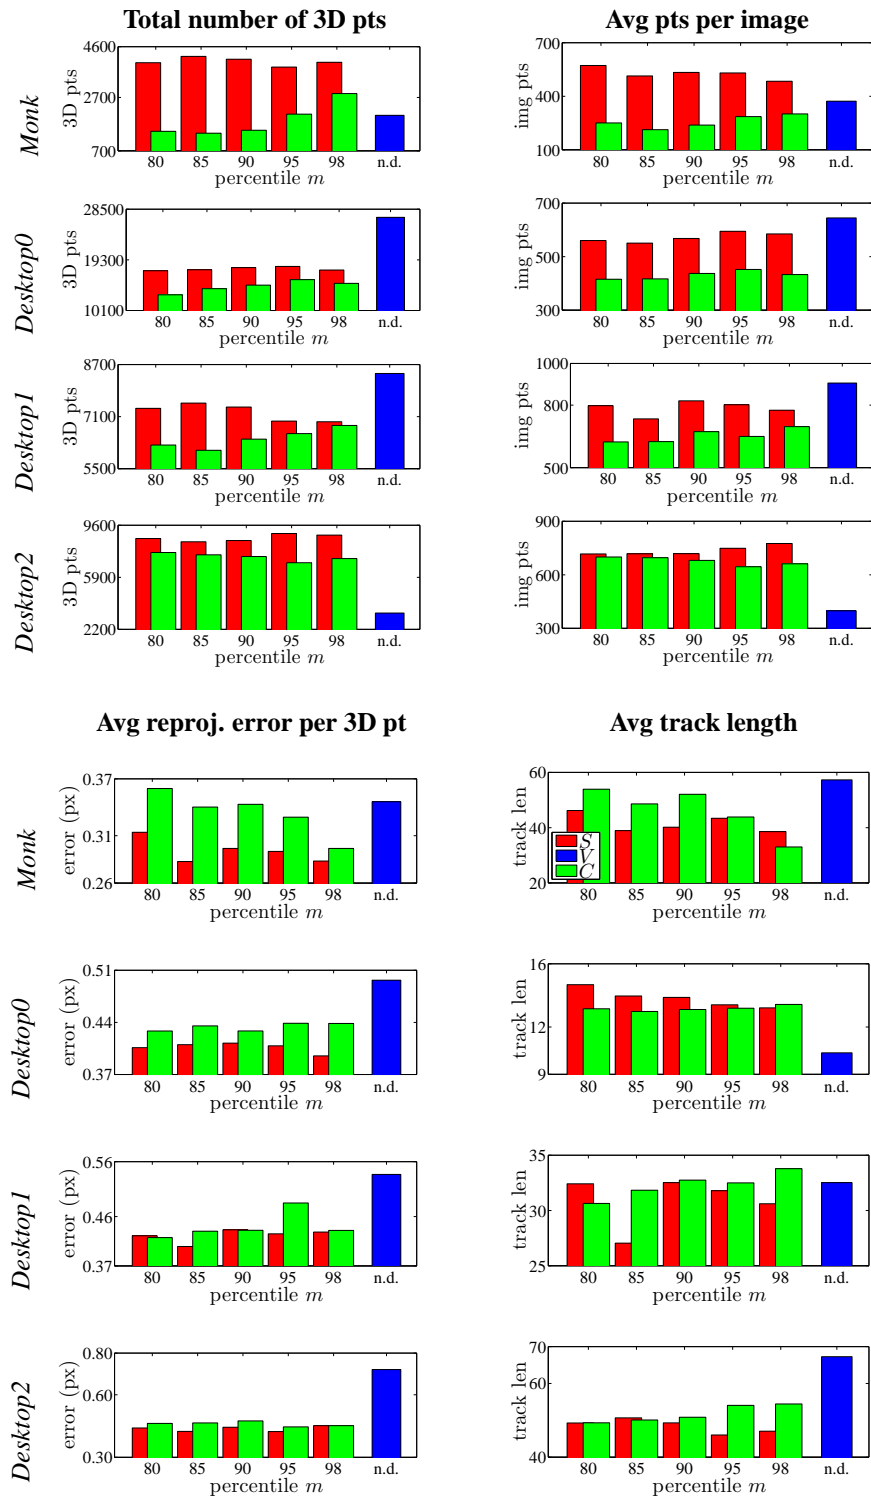 Total number of 3D pts
Avg pts per image
Monk
3D pts
4600
2700
700
80 85 90 95 98 n.d.
percentile m
img pts
700
400
100
80 85 90 95 98 n.d.
percentile m
Desktop0
3D pts
28500
19300
10100
80 85 90 95 98 n.d.
percentile m
img pts
700
500
300
80 85 90 95 98 n.d.
percentile m
Desktop1
3D pts
8700
7100
5500
80 85 90 95 98 n.d.
percentile m
img pts
1000
800
500
80 85 90 95 98 n.d.
percentile m
Desktop2
3D pts
9600
5900
2200
80 85 90 95 98 n.d.
percentile m
img pts
900
600
300
80 85 90 95 98 n.d.
percentile m
Avg reproj. error per 3D pt
Avg track length
Monk
error (px)
0.37
0.31
0.26
80 85 90 95 98 n.d.
percentile m
track len
60
40
20
S
V
C
80 85 90 95 98 n.d.
percentile m
Desktop0
error (px)
0.51
0.44
0.37
80 85 90 95 98 n.d.
percentile m
track len
16
12
9
80 85 90 95 98 n.d.
percentile m
Desktop1
error (px)
0.56
0.46
0.37
80 85 90 95 98 n.d.
percentile m
track len
35
30
25
80 85 90 95 98 n.d.
percentile m
Desktop2
error (px)
0.80
0.60
0.30
80 85 90 95 98 n.d.
percentile m
track len
70
60
40
80 85 90 95 98 n.d.
percentile m